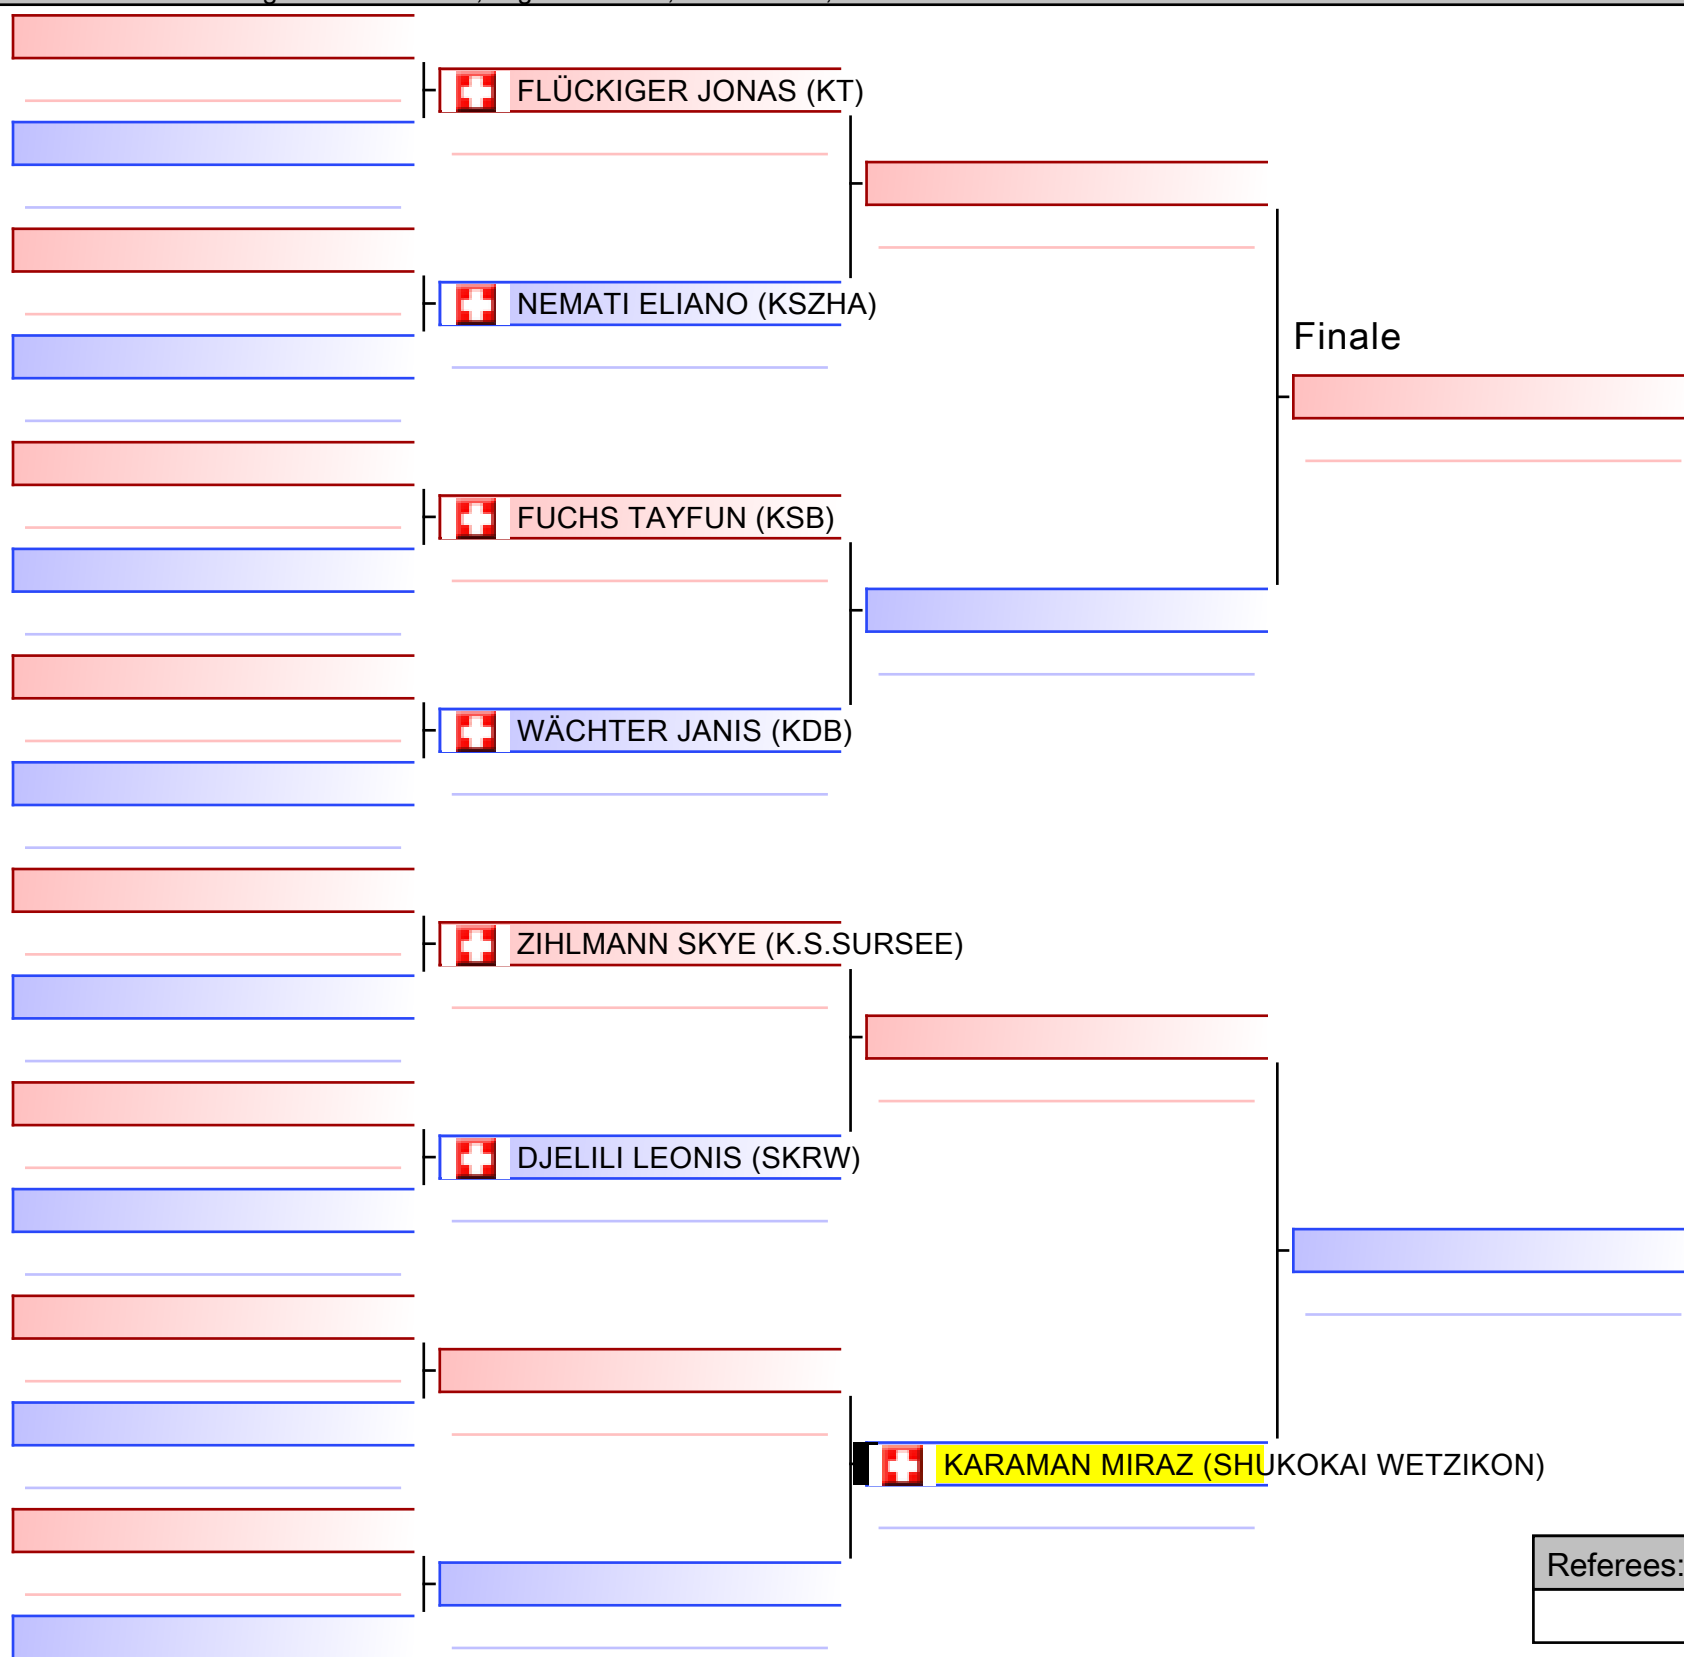 FLÜCKIGER JONAS (KT)
NEMATI ELIANO (KSZHA)
Finale
FUCHS TAYFUN (KSB)
WÄCHTER JANIS (KDB)
ZIHLMANN SKYE (K.S.SURSEE)
DJELILI LEONIS (SKRW)
KARAMAN MIRAZ (SHUKOKAI WETZIKON)
Referees: